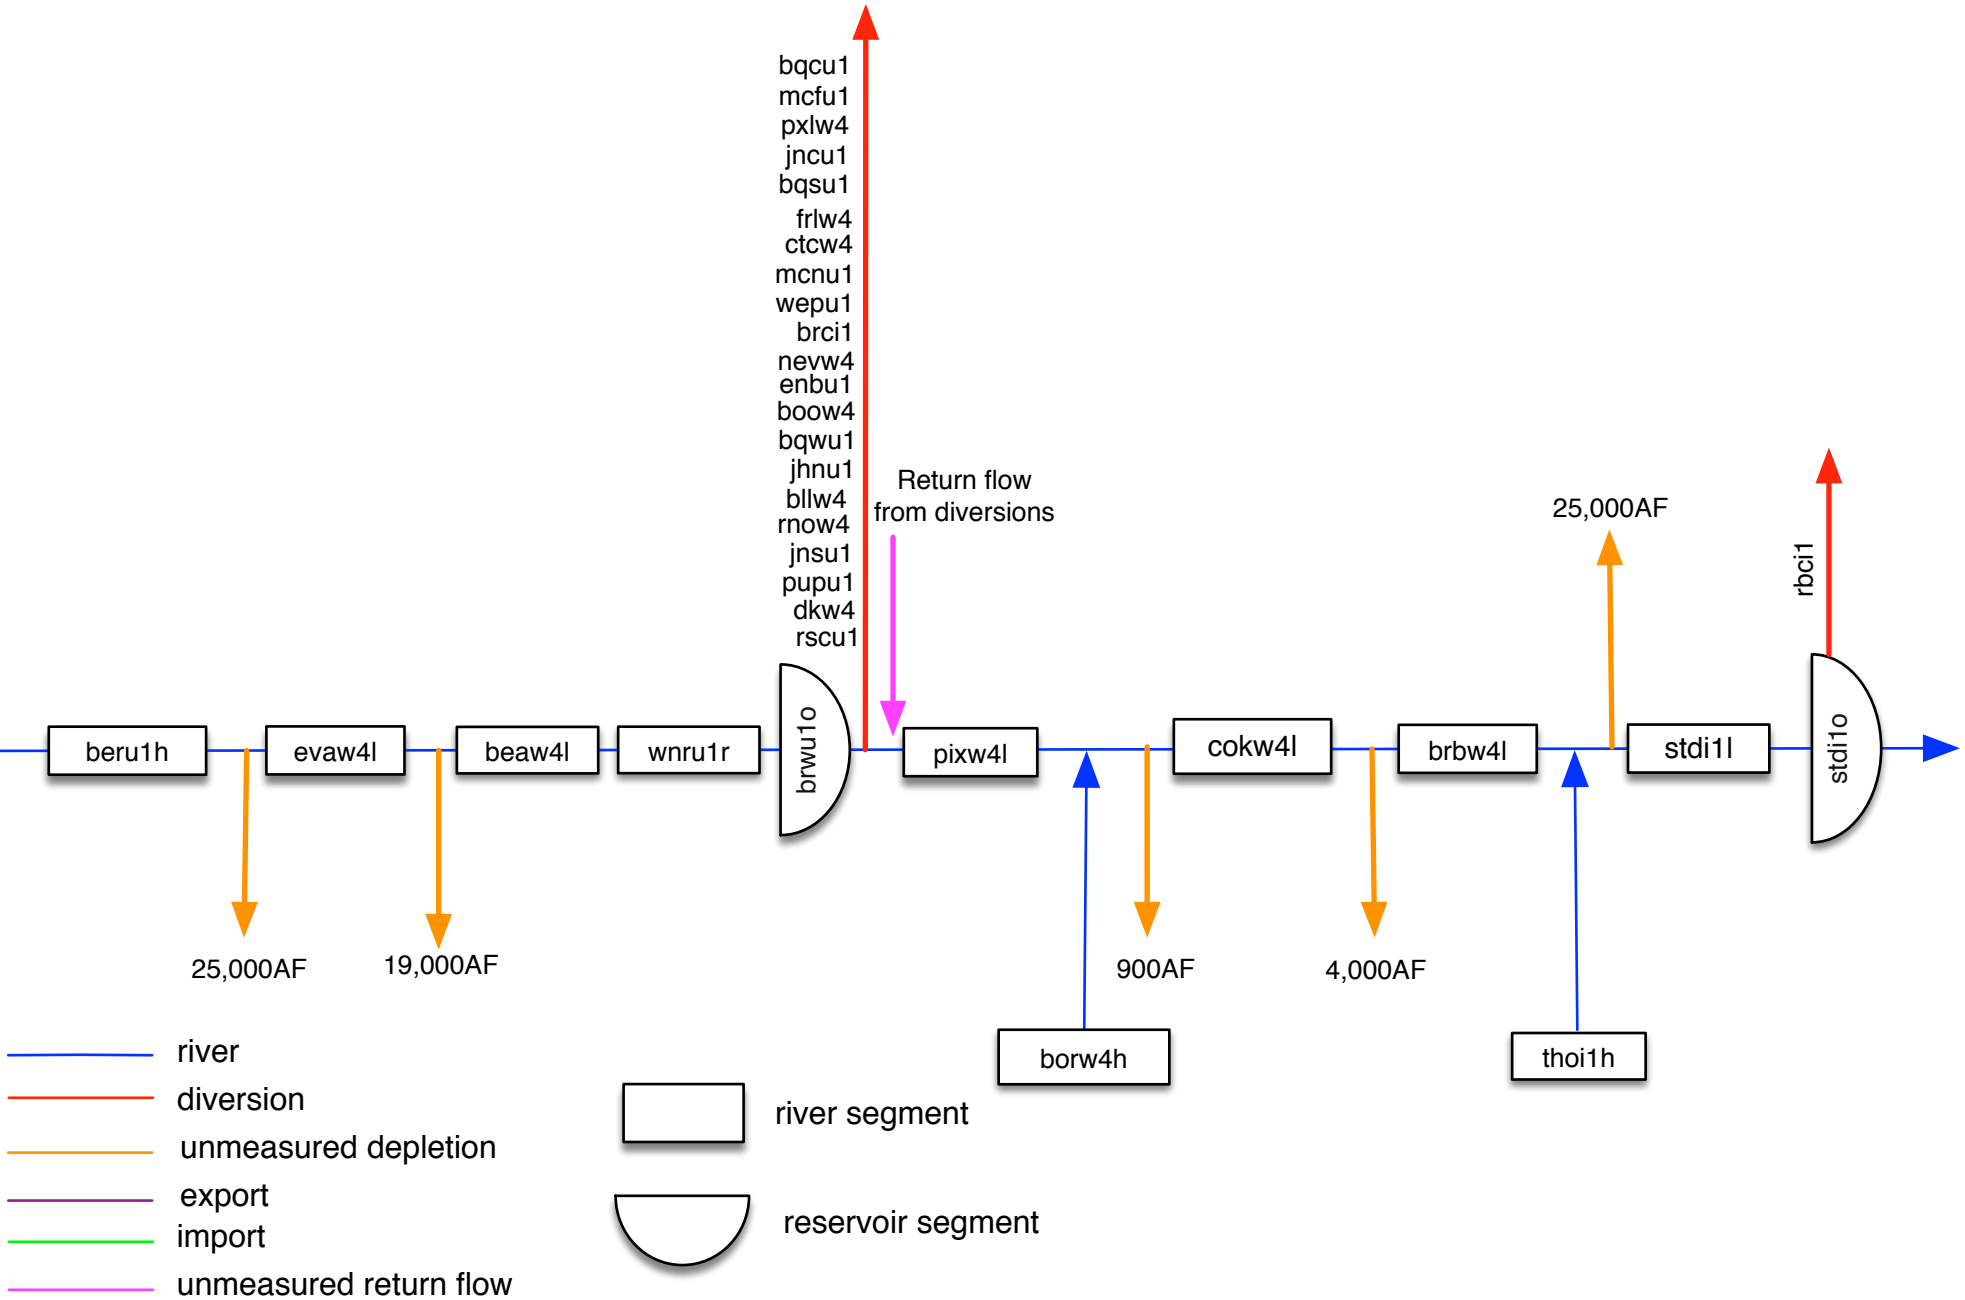 bqcu1
mcfu1
pxlw4
jncu1
bqsu1
frlw4
ctcw4
mcnu1
wepu1
brci1
nevw4
enbu1
boow4
bqwu1
jhnu1
bllw4
rnow4
jnsu1
pupu1
dkw4
rscu1
Return flow
from diversions
25,000AF
rbci1
beru1h
evaw4l
beaw4l
wnru1r
brwu1o
pixw4l
cokw4l
brbw4l
stdi1l
stdi1o
25,000AF
19,000AF
900AF
4,000AF
borw4h
thoi1h
river
diversion
unmeasured depletion
export
import
unmeasured return flow
river segment
reservoir segment